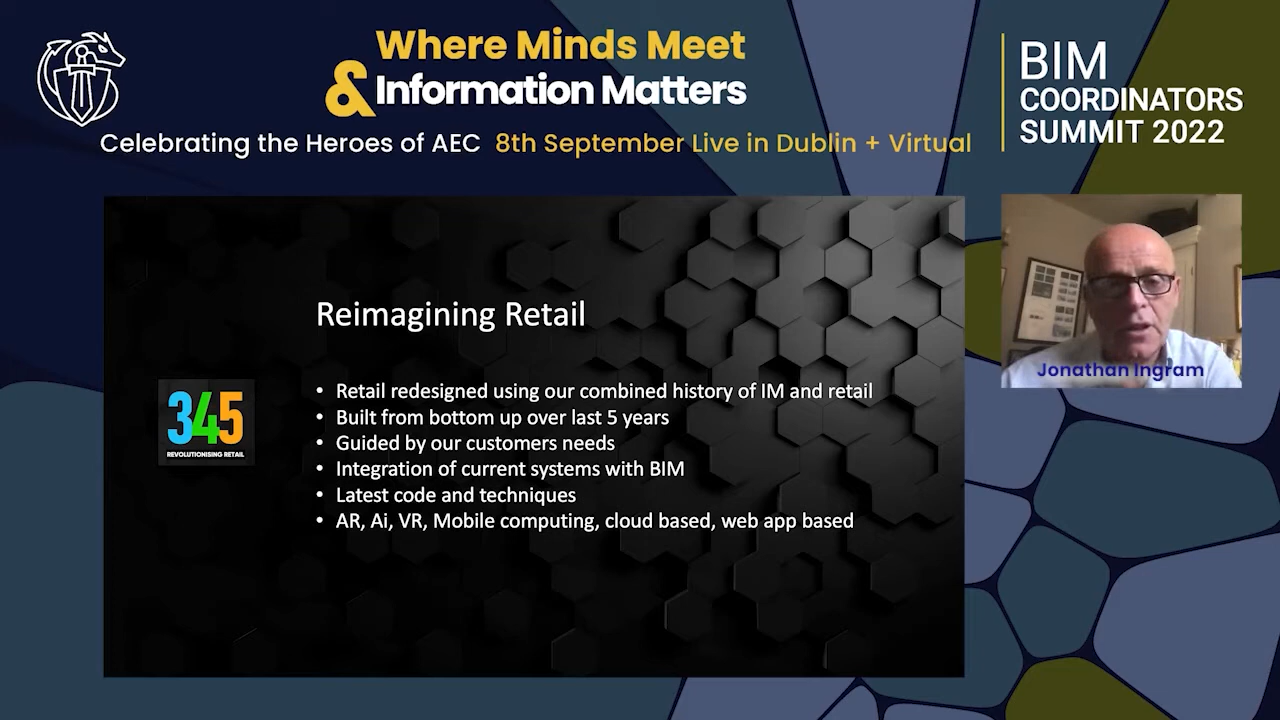 Where Minds Meet
& Information Matters
Celebrating the Heroes of AEC 8th September Live in Dublin + Virtual
BIM
COORDINATORS
SUMMIT 2022
Reimagining Retail
345
REVOLUTIONISING RETAIL
• Retail redesigned using our combined history of IM and retail
• Built from bottom up over last 5 years
• Guided by our customers needs
• Integration of current systems with BIM
• Latest code and techniques
• AR, Ai, VR, Mobile computing, cloud based, web app based
Jonathan Ingram